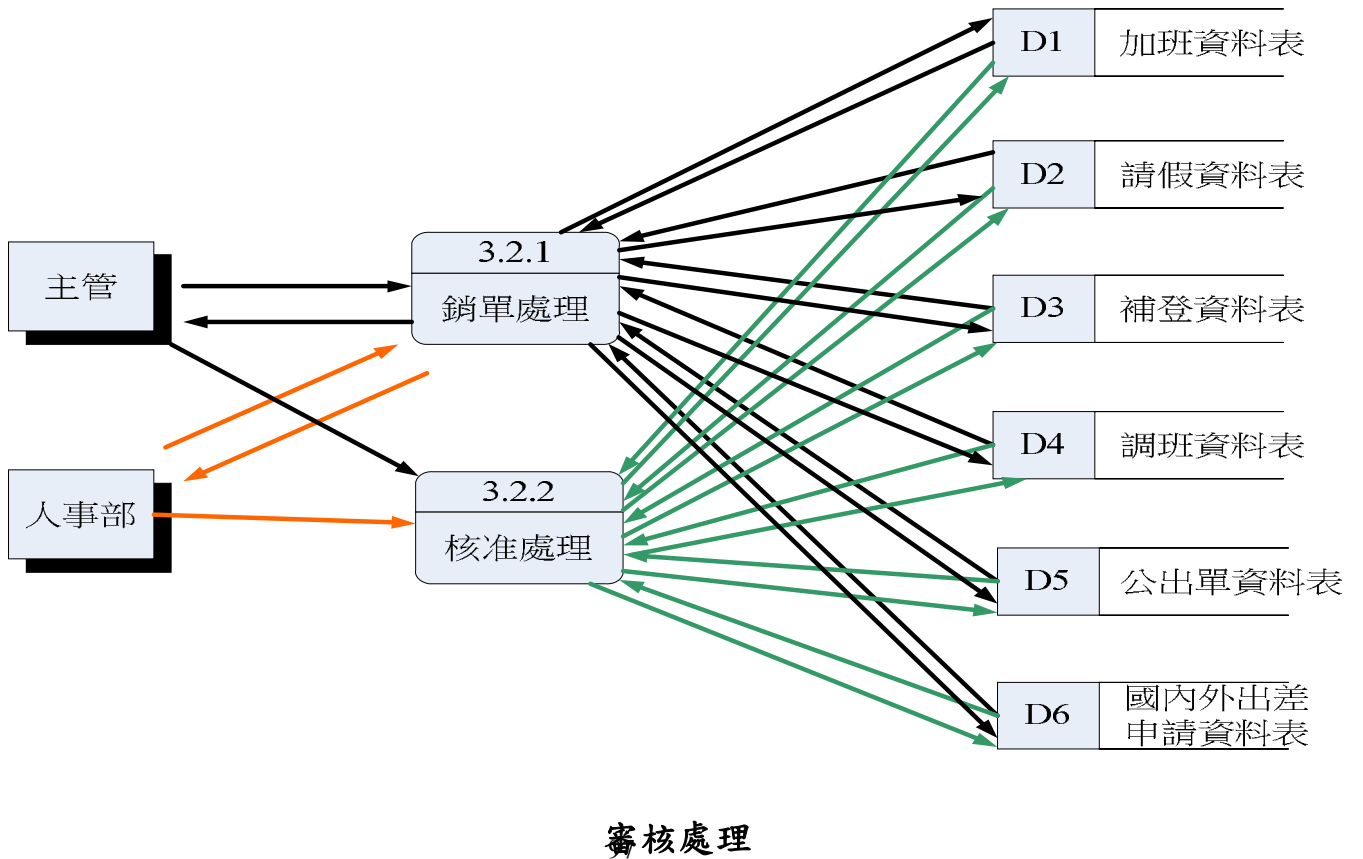 D1 加班資料表
D2 請假資料表
3.2.1
主管
銷單處理
D3 補登資料表
D4 調班資料表
3.2.2
人事部
核准處理
D5 公出單資料表
D6 國內外出差
申請資料表
審核處理